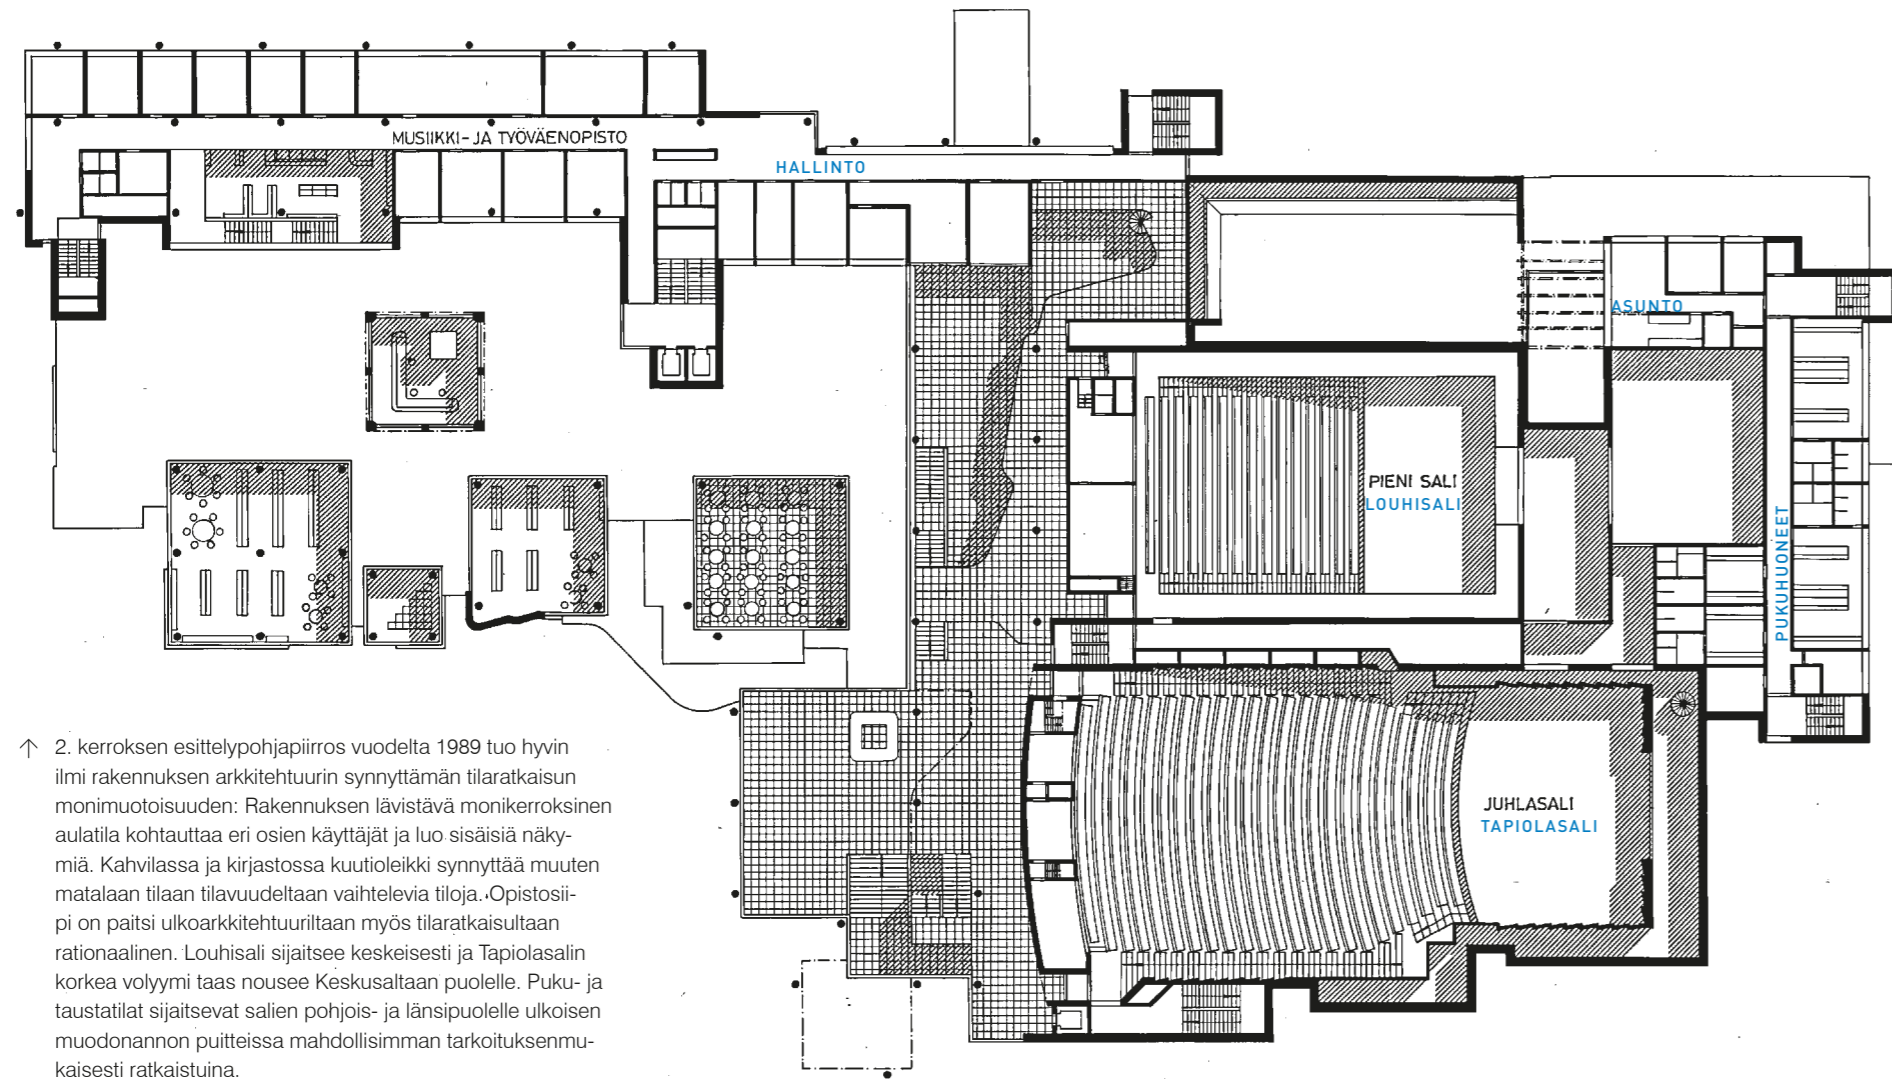 MUSIIKKI- JA TYÖVÄENOPISTO
HALLINTO
ASUNTO
PIENI SALI
LOUHISALI
PUKUHUONEET
JUHLASALI
TAPIOLASALI
↑ 2. kerroksen esittelypohjapiirros vuodelta 1989 tuo hyvin
ilmi rakennuksen arkkitehtuurin synnyttämän tilaratkaisun
monimuotoisuuden: Rakennuksen lävistävä monikerroksinen
aulatila kohtauttaa eri osien käyttäjät ja luo sisäisiä näky-
miä. Kahvilassa ja kirjastossa kuutioleikki synnyttää muuten
matalaan tilaan tilavuudeltaan vaihtelevia tiloja. Opistosii-
pi on paitsi ulkoarkkitehtuuriltaan myös tilaratkaisultaan
rationaalinen. Louhisali sijaitsee keskeisesti ja Tapiolasalin
korkea volyymi taas nousee Keskusaltaan puolelle. Puku- ja
taustatilat sijaitsevat salien pohjois- ja länsipuolelle ulkoisen
muodonannon puitteissa mahdollisimman tarkoituksenmu-
kaisesti ratkaistuina.